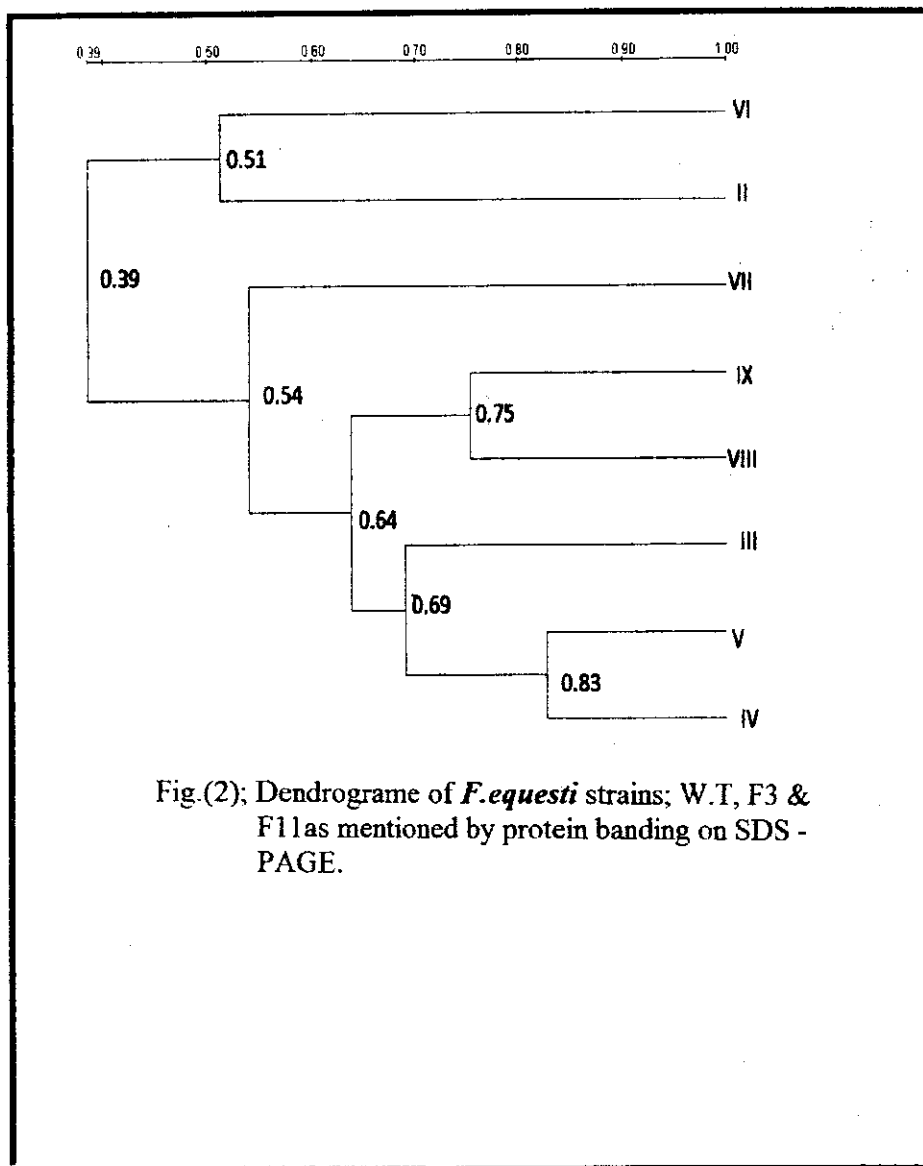 0.39 0.50 0.60 0.70 0.80 0.90 1.00
VI
0.51
II
0.39
VII
IX
0.54
0.75
VIII
0.64
III
0.69
V
0.83
IV
Fig.(2); Dendrograme of F.equesti strains; W.T, F3 &
F11as mentioned by protein banding on SDS -
PAGE.